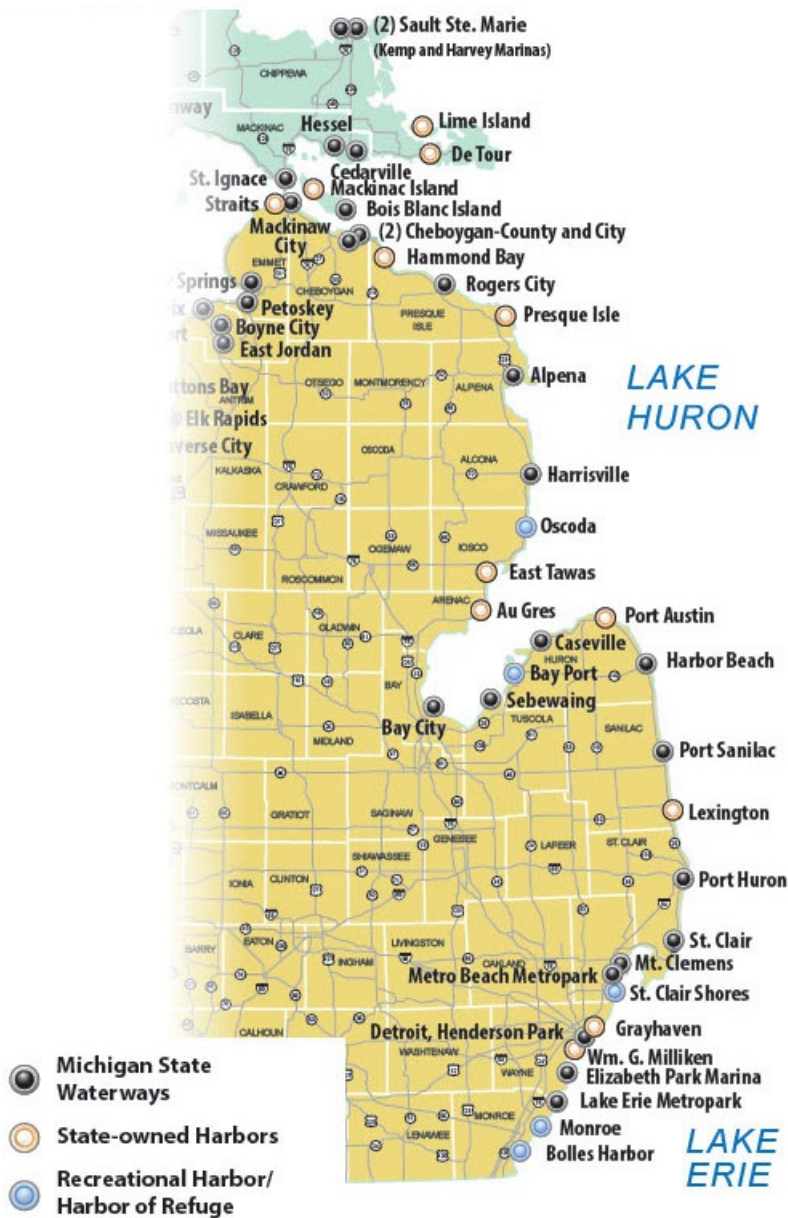 (2) Sault Ste. Marie
(Kemp and Harvey Marinas)
CHIPPEWA
nway
MACKINAC
Hessel
Lime Island
De Tour
Cedarville
St. Ignace
Mackinac Island
Straits
Bois Blanc Island
Mackinaw
City
(2) Cheboygan-County and City
Hammond Bay
EMMET
CHEBOYGAN
Springs
Rogers City
Petoskey
PRESQUE
ISLE
Presque Isle
Boyne City
East Jordan
Alpena
LAKE
HURON
OTSEGO
MONTMORENCY
ALPENA
ttons Bay
ANTRIM
Elk Rapids
averse City
OSCODA
ALCONA
KALKASKA
CRAWFORD
Harrisville
Oscoda
MISSAUKEE
OGEMAW
IOSCO
ROSCOMMON
East Tawas
ARENAC
Au Gres
Port Austin
CLARE
GLADWIN
Caseville
HURON
Harbor Beach
BAY
Bay Port
Sebewaing
ISABELLA
Bay City
TUSCOLA
SANILAC
MIDLAND
Port Sanilac
GRATIOT
SAGINAW
Lexington
GENESEE
LAPEER
ST. CLAIR
SHIAWASSEE
IONIA
CLINTON
Port Huron
St. Clair
BARRY
EATON
INGHAM
LIVINGSTON
OAKLAND
Mt. Clemens
Metro Beach Metropark
St. Clair Shores
CALHOUN
Detroit, Henderson Park
Grayhaven
WASHTENAW
WAYNE
Wm. G. Milliken
Elizabeth Park Marina
Lake Erie Metropark
LENAWEE
MONROE
Monroe
Bolles Harbor
LAKE
ERIE
Michigan State
Waterways
State-owned Harbors
Recreational Harbor/
Harbor of Refuge